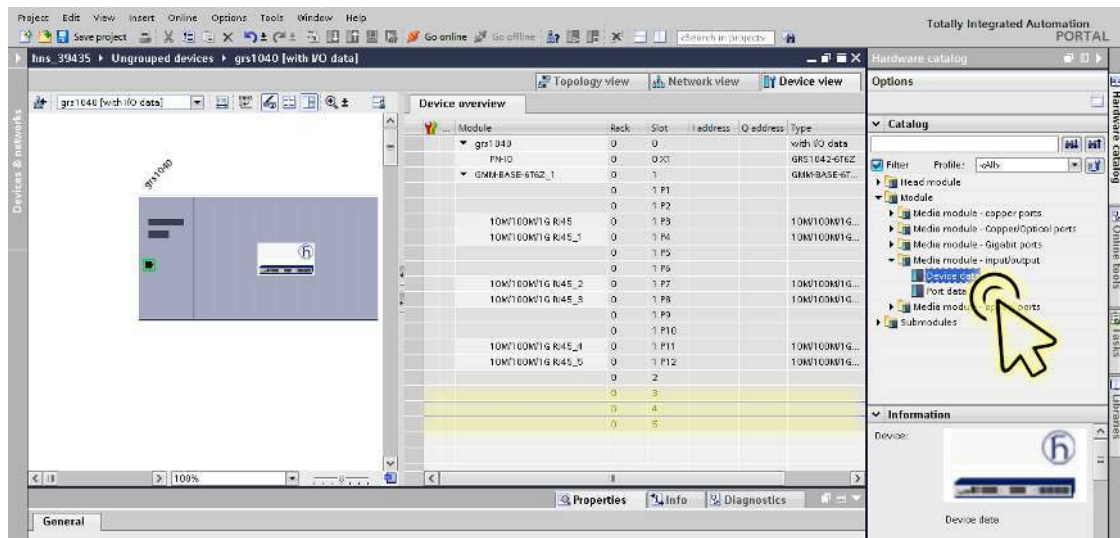 Project Edit View Insert Online Options Tools Window Help
Totally Integrated Automation
PORTAL
Save project
Go online
Go offline
<Search in project>
hns_39435 ▸ Ungrouped devices ▸ grs1040 [with I/O data]
Hardware catalog
Topology view
Network view
Device view
Options
grs1040 [with I/O data]
Device overview
... Module Rack Slot I address Q address Type
grs1040 0 0 with I/O data
PN-IO 0 0 X1 GRS1042-6T6Z
GMM-BASE-6T6Z_1 0 1 GMM-BASE-6T...
0 1 P1
0 1 P2
10M/100M/1G RJ45 0 1 P3 10M/100M/1G...
10M/100M/1G RJ45_1 0 1 P4 10M/100M/1G...
0 1 P5
0 1 P6
10M/100M/1G RJ45_2 0 1 P7 10M/100M/1G...
10M/100M/1G RJ45_3 0 1 P8 10M/100M/1G...
0 1 P9
0 1 P10
10M/100M/1G RJ45_4 0 1 P11 10M/100M/1G...
10M/100M/1G RJ45_5 0 1 P12 10M/100M/1G...
0 2
0 3
0 4
0 5
grs1040
Devices & networks
100%
Catalog
Filter Profile: <All>
Head module
Module
Media module - copper ports
Media module - Copper/Optical ports
Media module - Gigabit ports
Media module - input/output
Device data
Port data
Media modu ports
Submodules
Information
Device:
Device data
Hardware catalog
Online tools
Tasks
Libraries
Properties
Info
Diagnostics
General